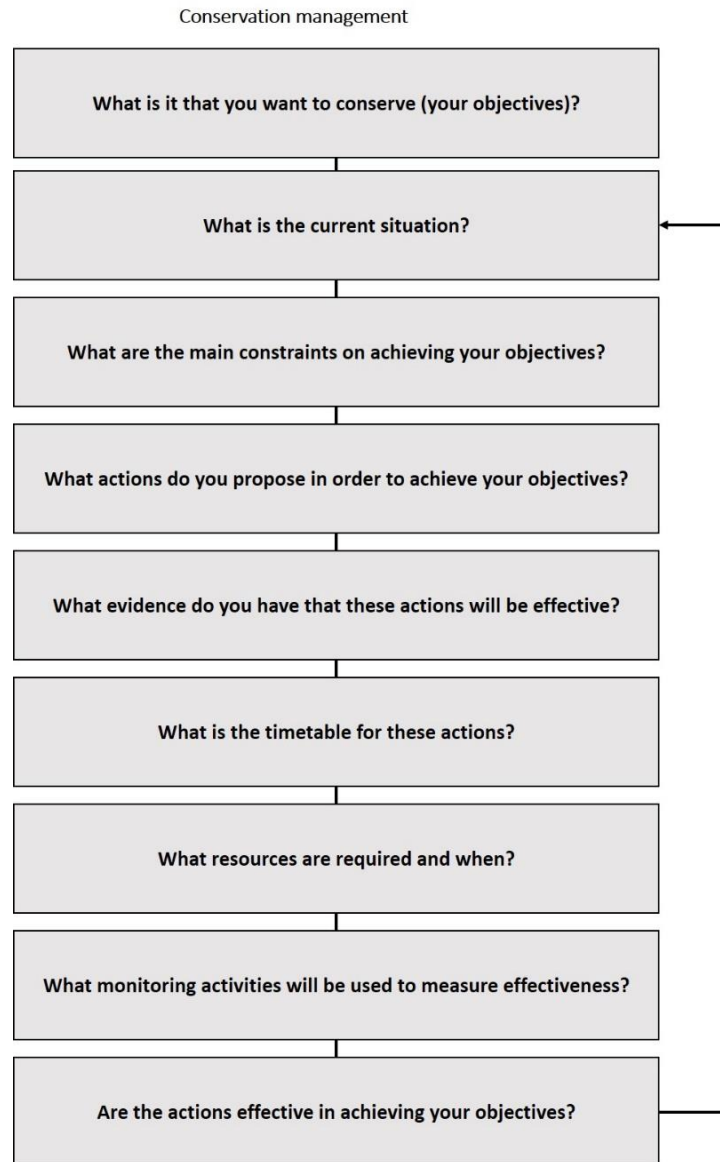 Conservation management
What is it that you want to conserve (your objectives)?
What is the current situation?
What are the main constraints on achieving your objectives?
What actions do you propose in order to achieve your objectives?
What evidence do you have that these actions will be effective?
What is the timetable for these actions?
What resources are required and when?
What monitoring activities will be used to measure effectiveness?
Are the actions effective in achieving your objectives?